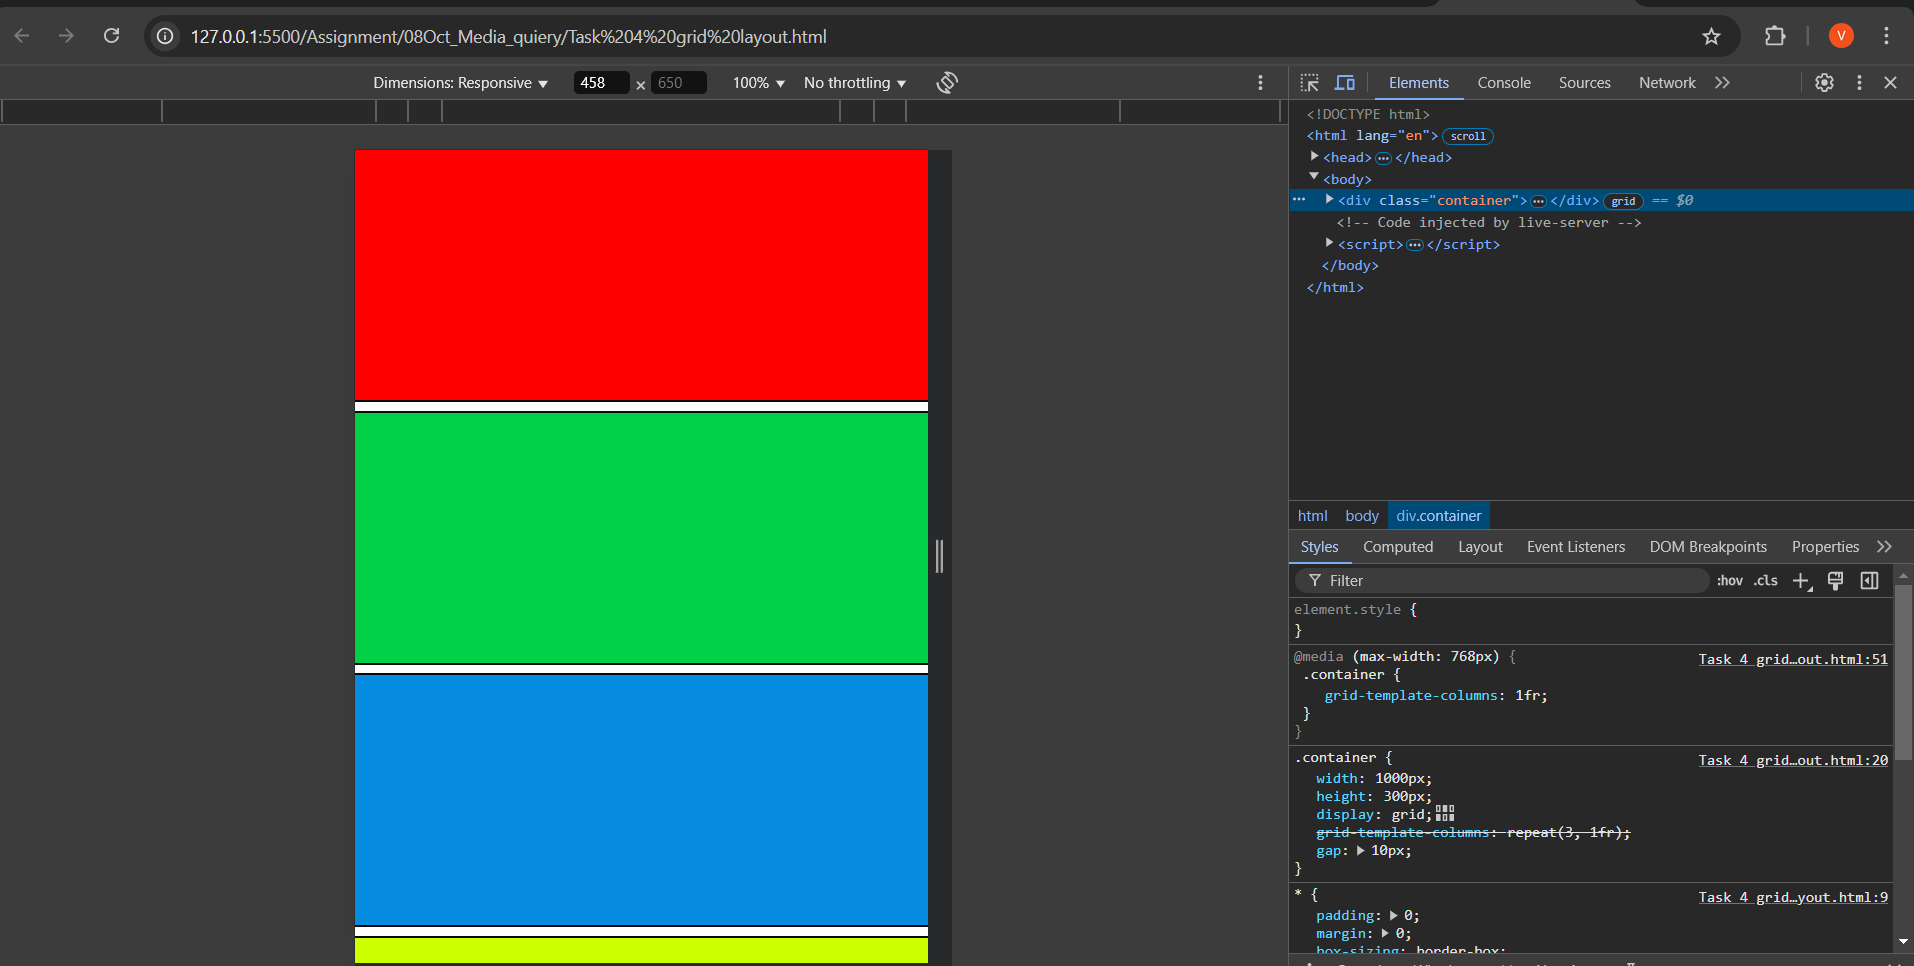 127.0.0.1:5500/Assignment/08Oct_Media_quiery/Task%204%20grid%20layout.html
V
Dimensions: Responsive 458 × 650 100% No throttling
Elements Console Sources Network
<!DOCTYPE html>
<html lang="en"> scroll
<head> ••• </head>
<body>
••• <div class="container"> ••• </div> grid == $0
<!-- Code injected by live-server -->
<script> ••• </script>
</body>
</html>
html body div.container
Styles Computed Layout Event Listeners DOM Breakpoints Properties
Filter :hov .cls
element.style {
}
@media (max-width: 768px) { Task 4 grid…out.html:51
.container {
grid-template-columns: 1fr;
}
}
.container { Task 4 grid…out.html:20
width: 1000px;
height: 300px;
display: grid;
grid-template-columns: repeat(3, 1fr);
gap: 10px;
}
* { Task 4 grid…yout.html:9
padding: 0;
margin: 0;
box-sizing: border-box;